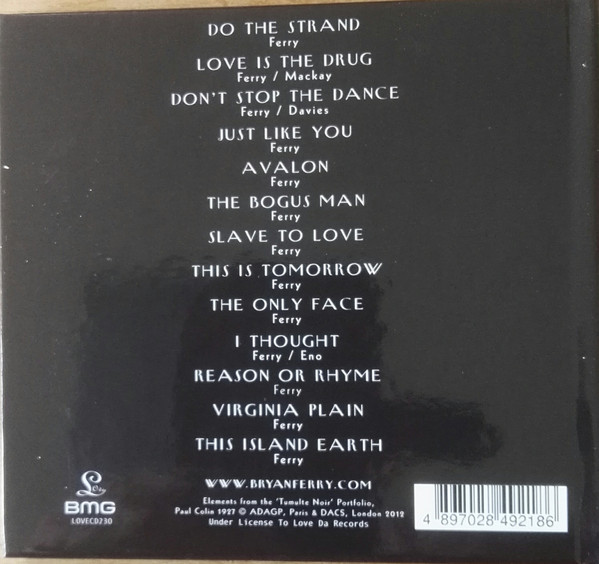 DO THE STRAND
Ferry
LOVE IS THE DRUG
Ferry / Mackay
DON'T STOP THE DANCE
Ferry / Davies
JUST LIKE YOU
Ferry
AVALON
Ferry
THE BOGUS MAN
Ferry
SLAVE TO LOVE
Ferry
THIS IS TOMORROW
Ferry
THE ONLY FACE
Ferry
I THOUGHT
Ferry / Eno
REASON OR RHYME
Ferry
VIRGINIA PLAIN
Ferry
THIS ISLAND EARTH
Ferry
WWW.BRYANFERRY.COM
Elements from the 'Tumulte Noir' Portfolio,
Paul Colin 1927 © ADAGP, Paris & DACS, London 2012
Under License To Love Da Records
BMG
LOVECD230
4 897028 492186